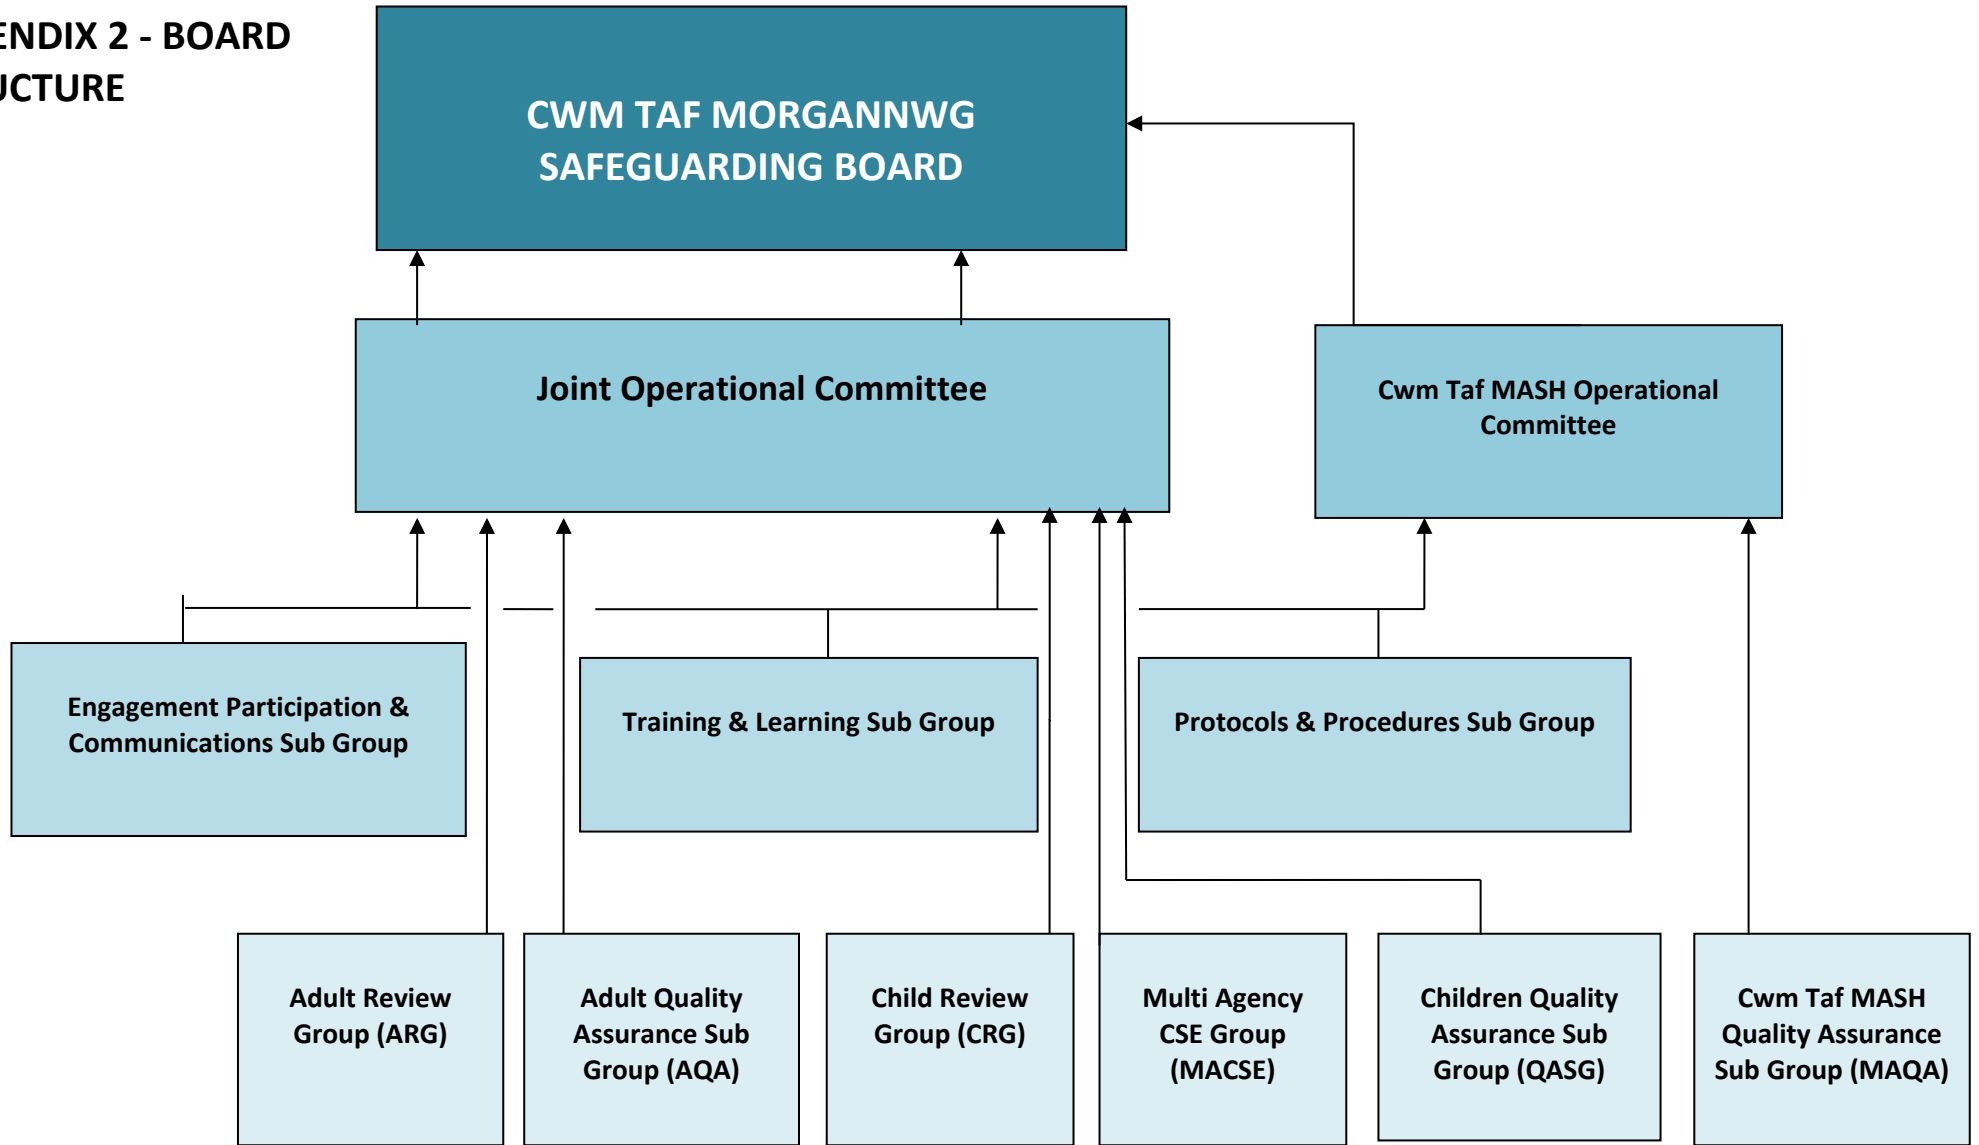 ENDIX 2 - BOARD
UCTURE
CWM TAF MORGANNWG
SAFEGUARDING BOARD
Joint Operational Committee
Cwm Taf MASH Operational
Committee
Engagement Participation &
Communications Sub Group
Training & Learning Sub Group
Protocols & Procedures Sub Group
Adult Review
Group (ARG)
Adult Quality
Assurance Sub
Group (AQA)
Child Review
Group (CRG)
Multi Agency
CSE Group
(MACSE)
Children Quality
Assurance Sub
Group (QASG)
Cwm Taf MASH
Quality Assurance
Sub Group (MAQA)